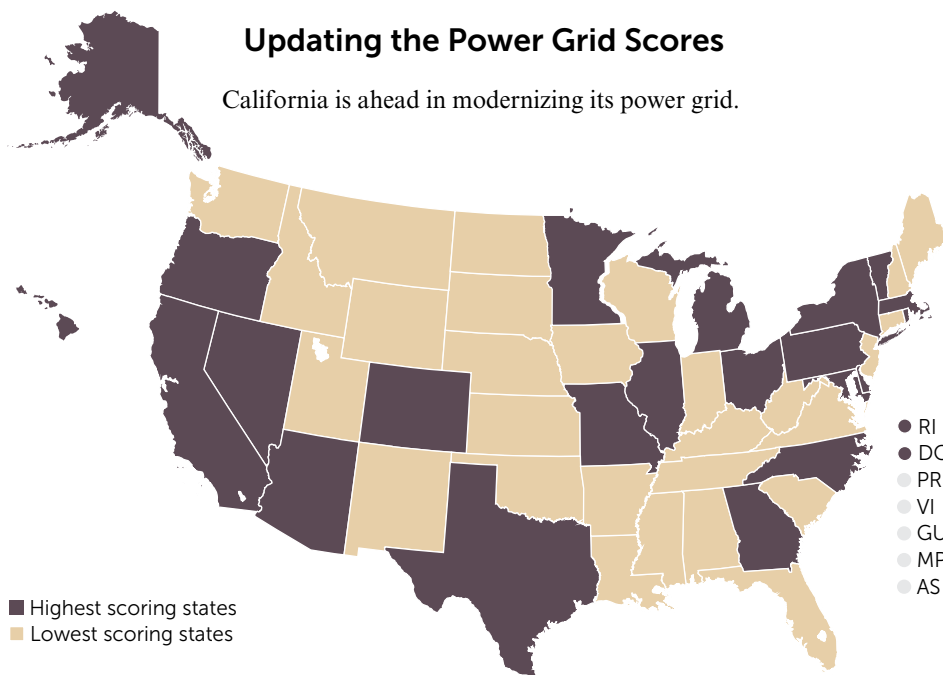 Updating the Power Grid Scores
California is ahead in modernizing its power grid.
RI
DC
PR
VI
GU
MP
AS
Highest scoring states
Lowest scoring states